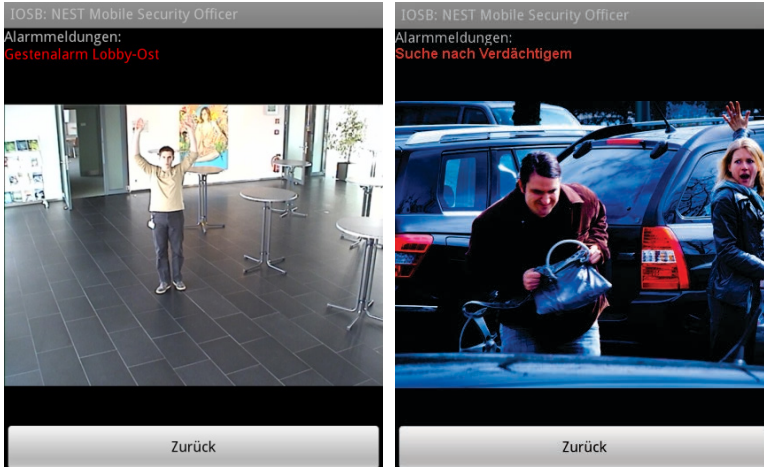 IOSB: NEST Mobile Security Officer
Alarmmeldungen:
Gestenalarm Lobby-Ost
Zurück
IOSB: NEST Mobile Security Officer
Alarmmeldungen:
Suche nach Verdächtigem
Zurück